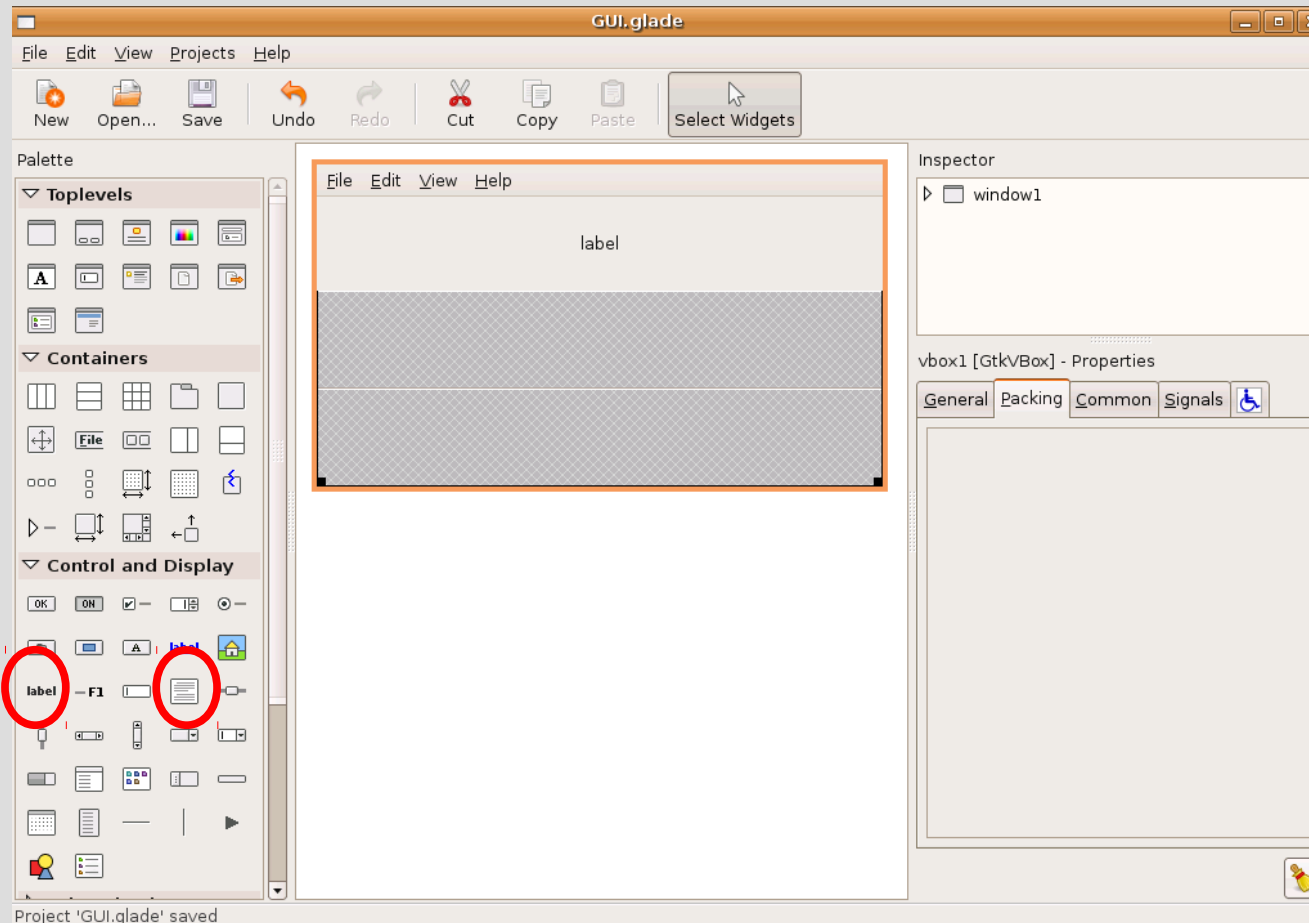 GUI.glade
File Edit View Projects Help
New Open... Save Undo Redo Cut Copy Paste Select Widgets
Palette
Toplevels
A
Containers
File
Control and Display
OK ON
A label
label F1
File Edit View Help
label
Inspector
window1
vbox1 [GtkVBox] - Properties
General Packing Common Signals
Project 'GUI.glade' saved